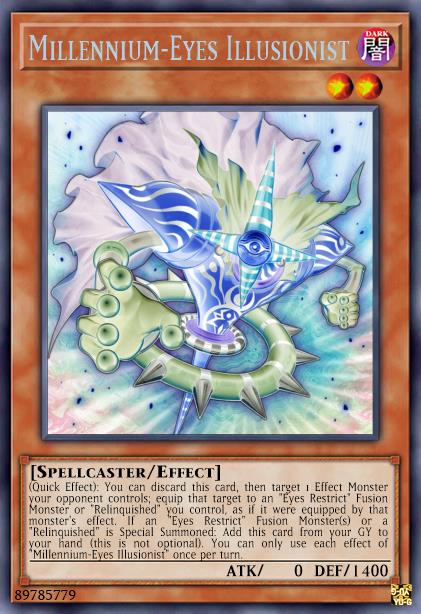 MILLENNIUM-EYES ILLUSIONIST
DARK
闇
[SPELLCASTER/EFFECT]
(Quick Effect): You can discard this card, then target 1 Effect Monster
your opponent controls; equip that target to an "Eyes Restrict" Fusion
Monster or "Relinquished" you control, as if it were equipped by that
monster's effect. If an "Eyes Restrict" Fusion Monster(s) or a
"Relinquished" is Special Summoned: Add this card from your GY to
your hand (this is not optional). You can only use each effect of
"Millennium-Eyes Illusionist" once per turn.
ATK/ 0 DEF/1400
89785779